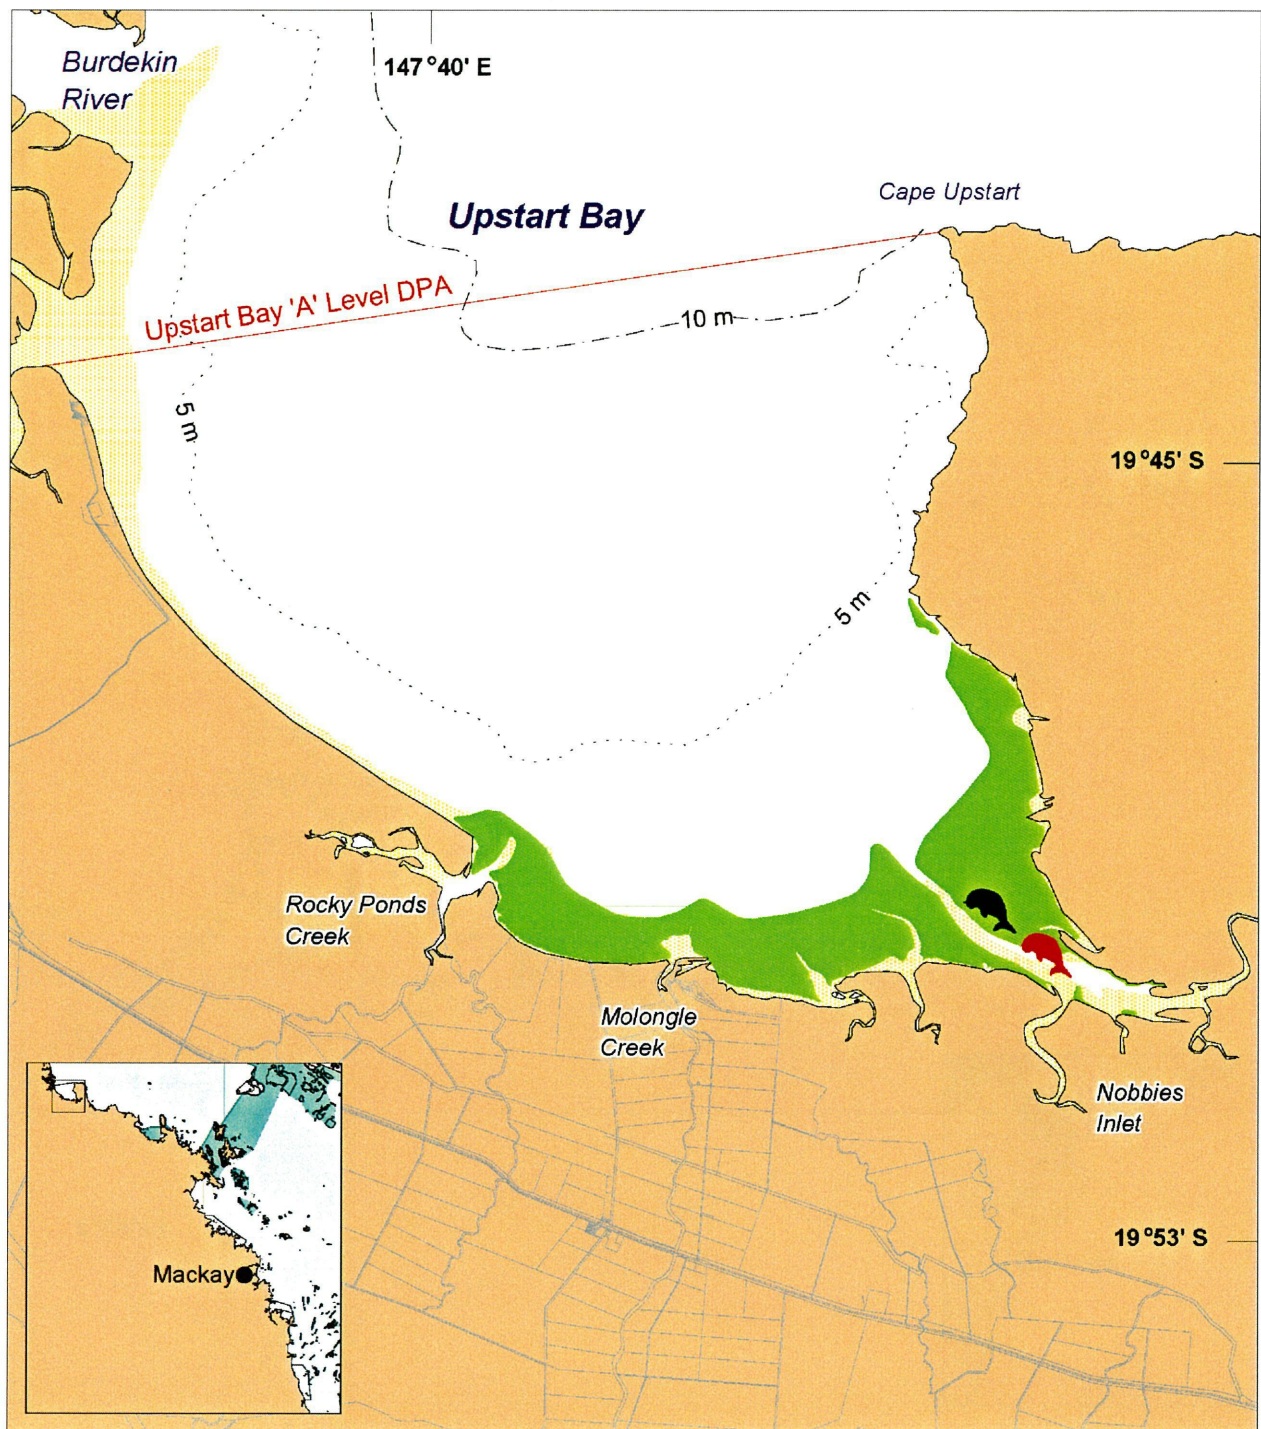 Burdekin
River
147°40' E
Cape Upstart
Upstart Bay
Upstart Bay 'A' Level DPA
10 m
5 m
19°45' S
5 m
Rocky Ponds
Creek
Molongle
Creek
Nobbies
Inlet
19°53' S
Mackay